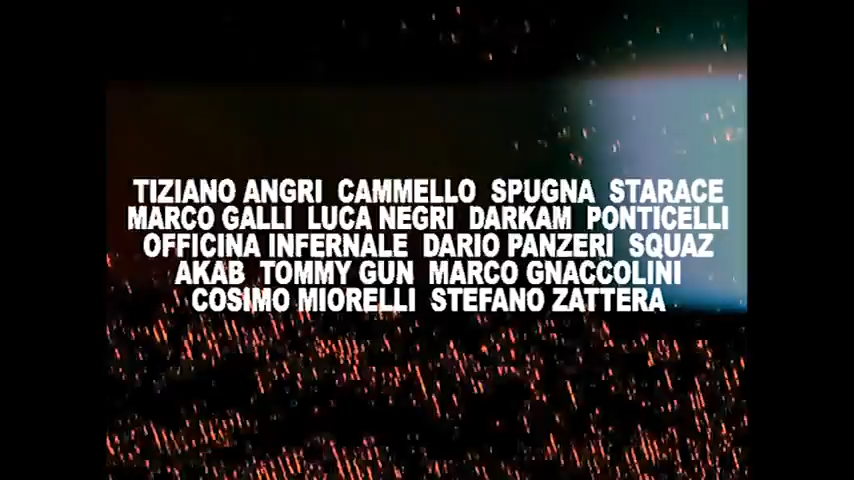 TIZIANO ANGRI CAMMELLO SPUGNA STARACE
MARCO GALLI LUCA NEGRI DARKAM PONTICELLI
OFFICINA INFERNALE DARIO PANZERI SQUAZ
AKAB TOMMY GUN MARCO GNACCOLINI
COSIMO MIORELLI STEFANO ZATTERA